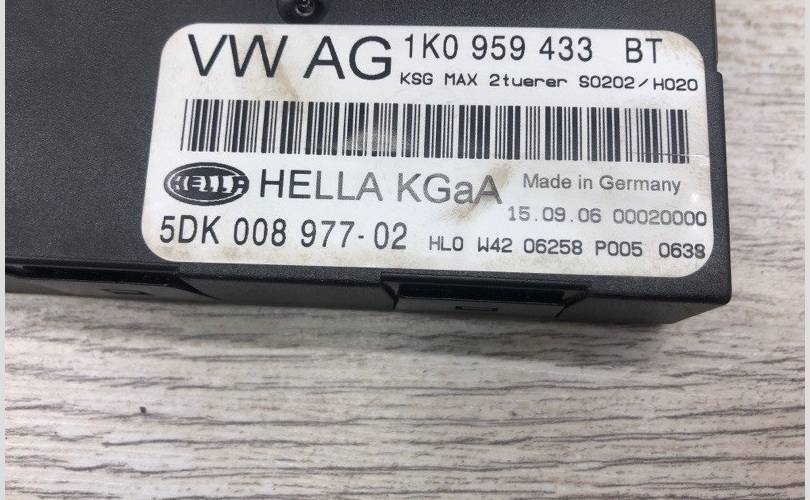 VW AG 1K0 959 433 BT
KSG MAX 2tuerer S0202/H020
HELLA HELLA KGaA Made in Germany
15.09.06 00020000
5DK 008 977-02 HLO W42 06258 P005 0638